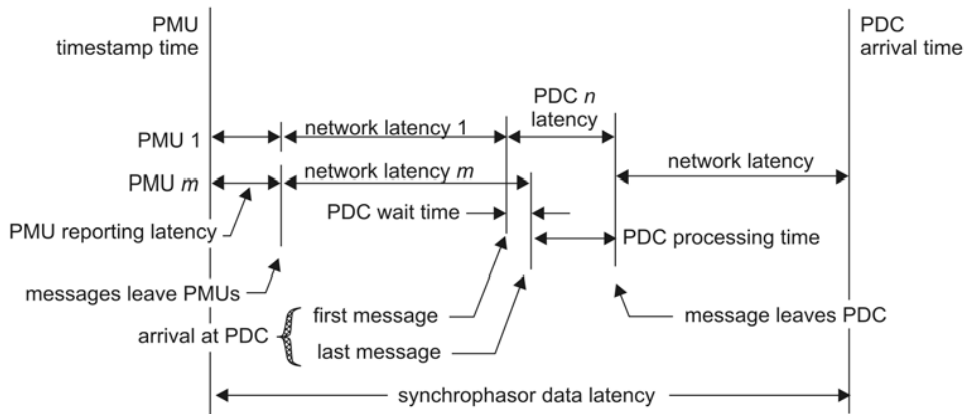 PMU
timestamp time
PDC
arrival time
PDC n
latency
PMU 1
network latency 1
network latency
PMU m
network latency m
PDC wait time
PMU reporting latency
PDC processing time
messages leave PMUs
first message
message leaves PDC
arrival at PDC
last message
synchrophasor data latency